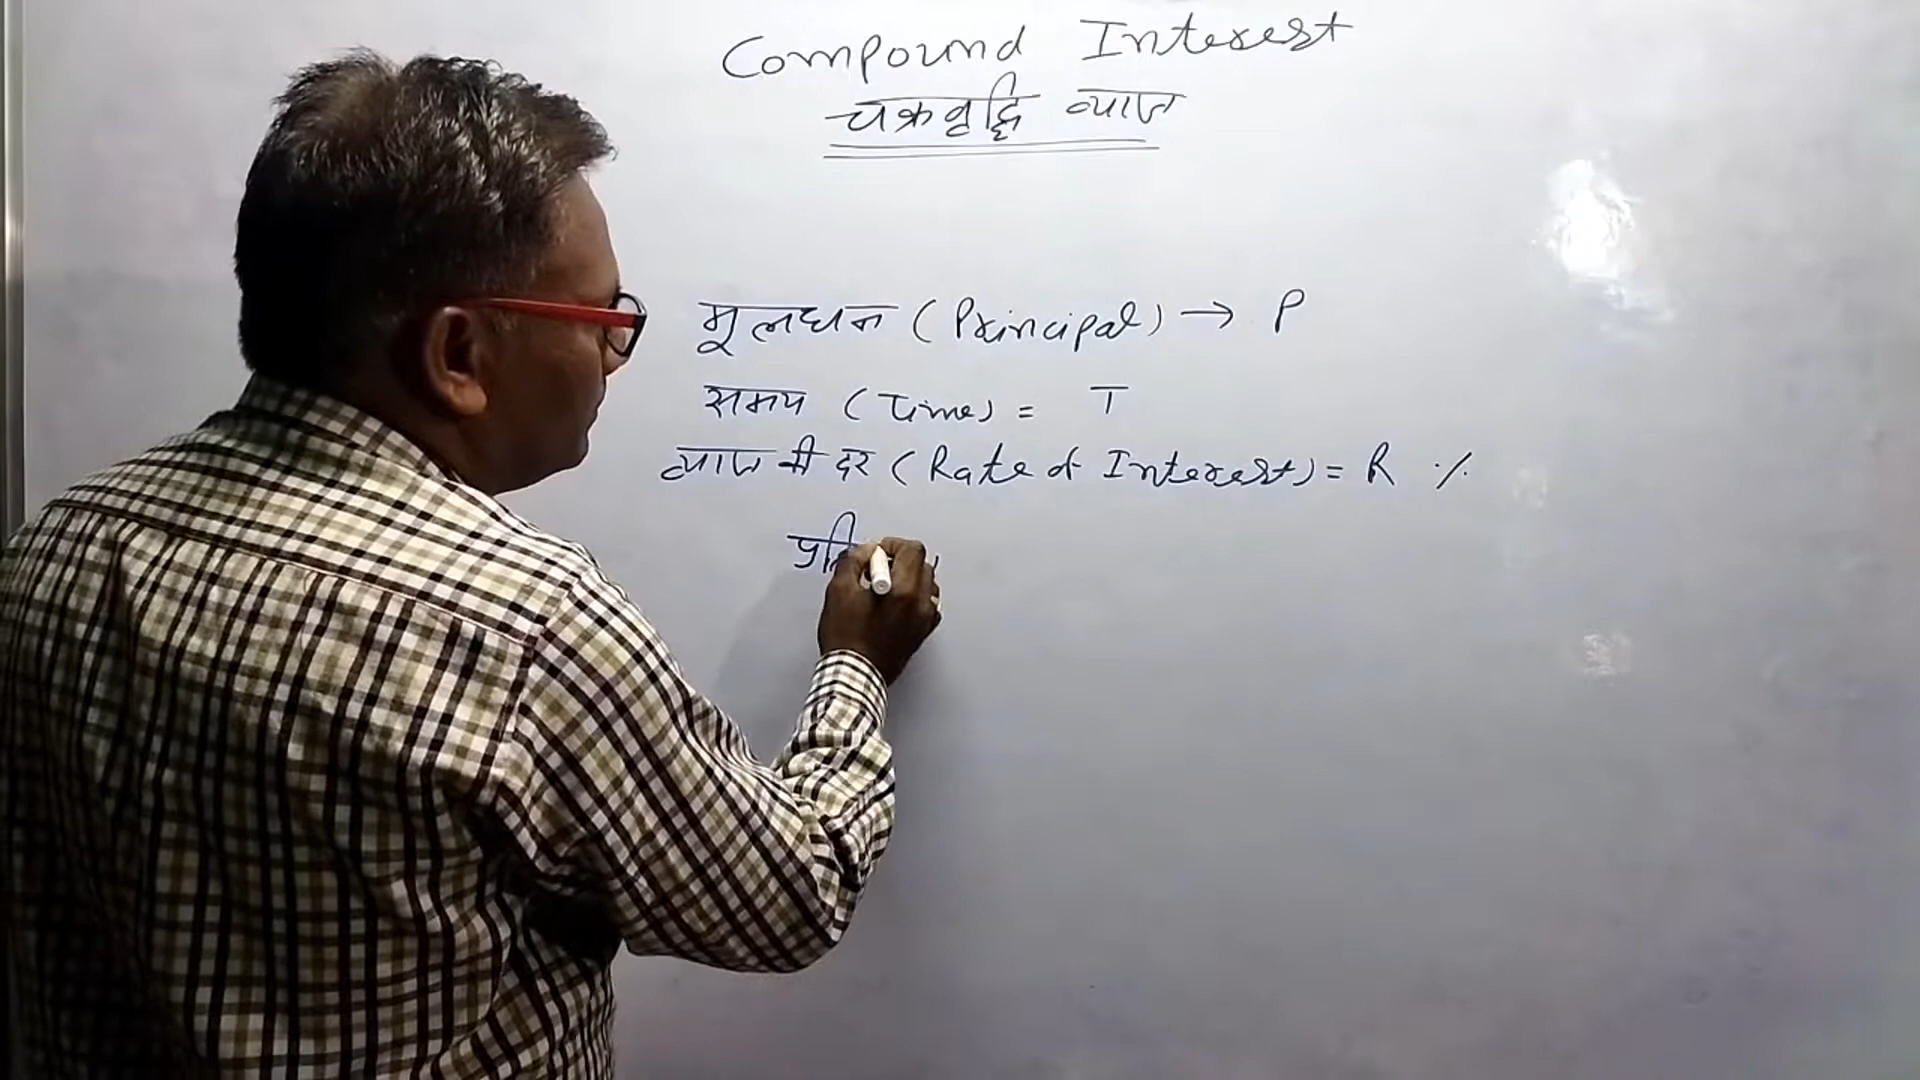 Compound Interest
चक्रवृद्धि ब्याज
मूलधन (Principal) → P
समय (Time) = T
ब्याज की दर (Rate of Interest) = R %